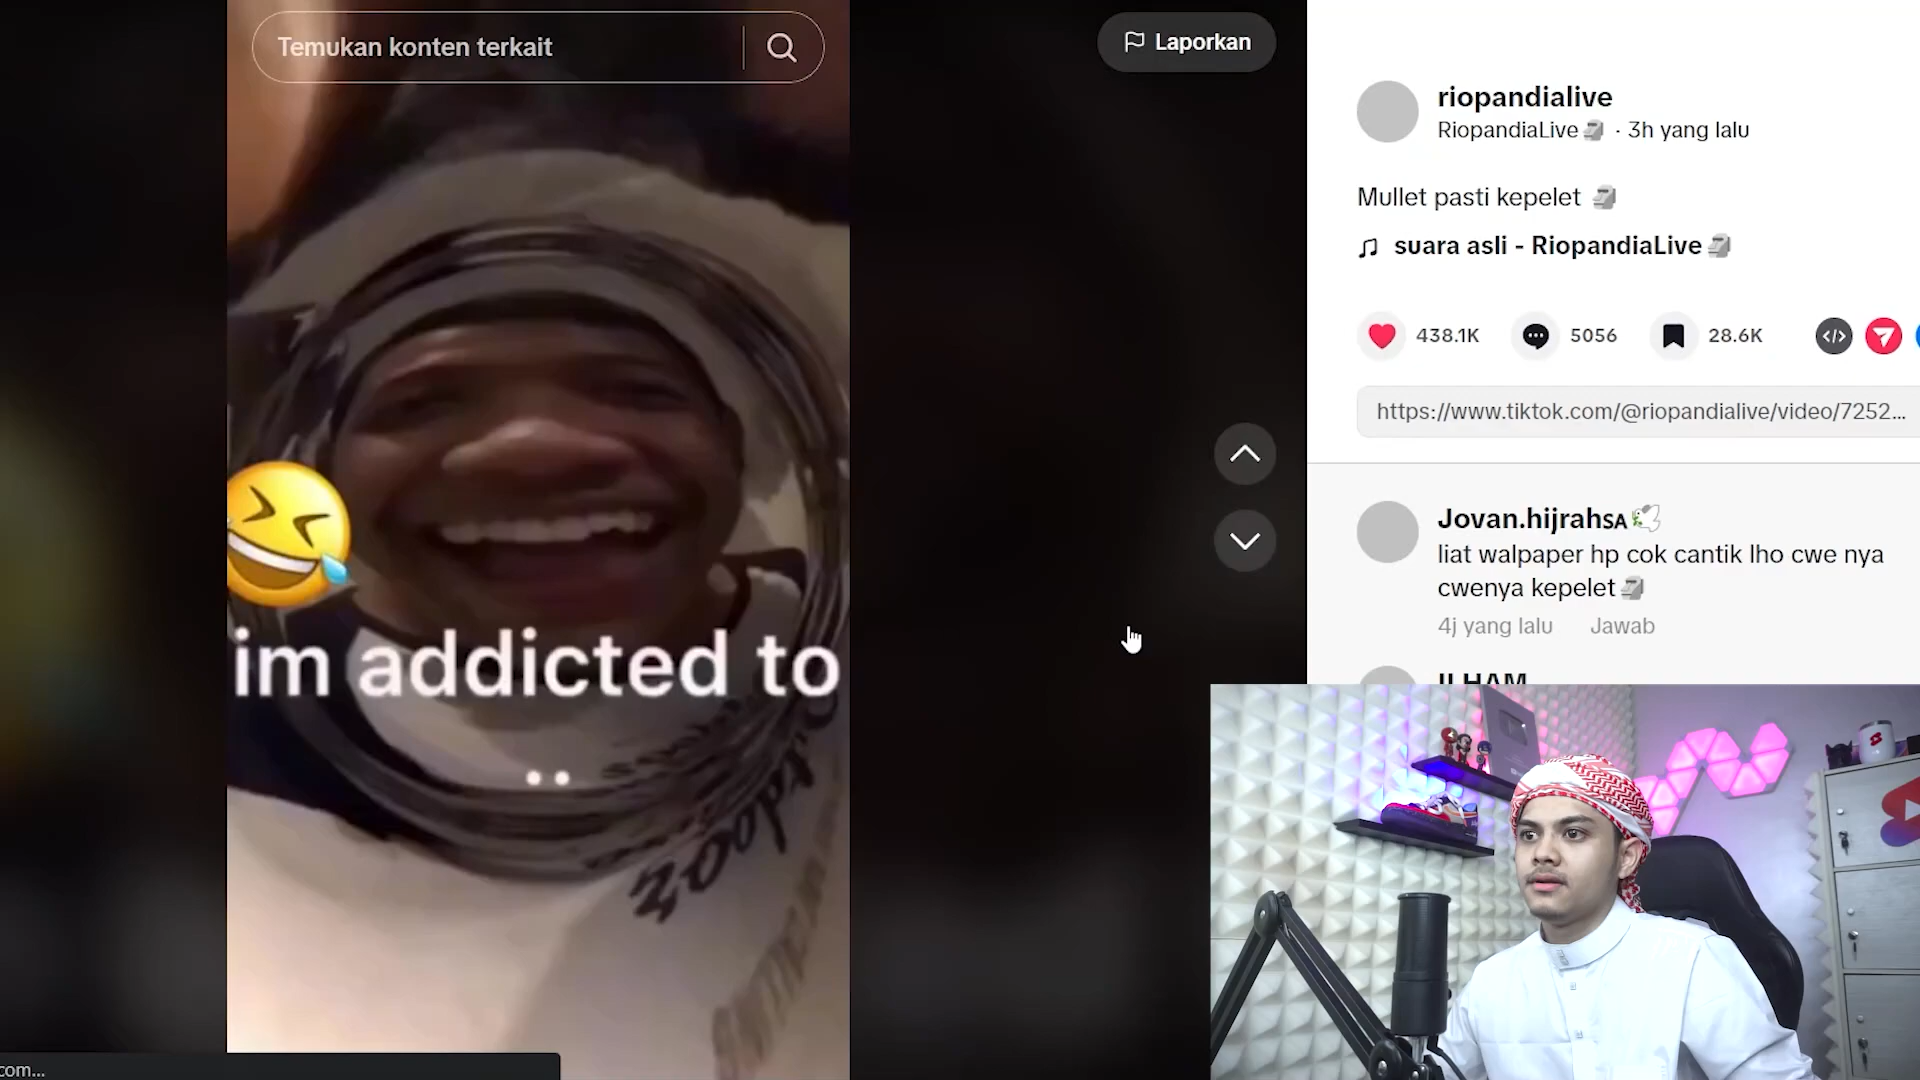 Temukan konten terkait
Laporkan
riopandialive
RiopandiaLive🗿 · 3h yang lalu
Mullet pasti kepelet 🗿
suara asli - RiopandiaLive🗿
438.1K
5056
28.6K
https://www.tiktok.com/@riopandialive/video/7252...
Jovan.hijrahSA🕊️
liat walpaper hp cok cantik lho cwe nya
cwenya kepelet🗿
4j yang lalu Jawab
ILHAM
im addicted to
..
Outdoor
com...